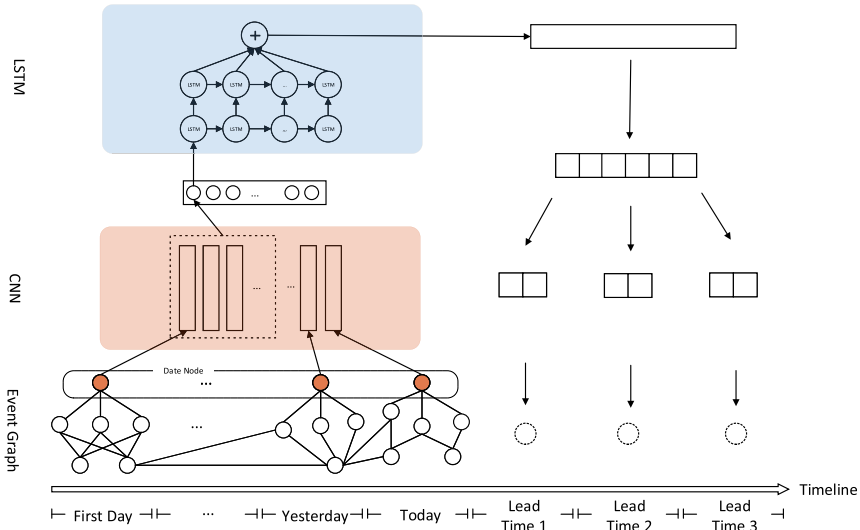 LSTM
+
LSTM
LSTM
...
LSTM
LSTM
LSTM
...
LSTM
...
CNN
...
...
Date Node
...
Event Graph
...
Timeline
First Day
...
Yesterday
Today
Lead
Time 1
Lead
Time 2
Lead
Time 3